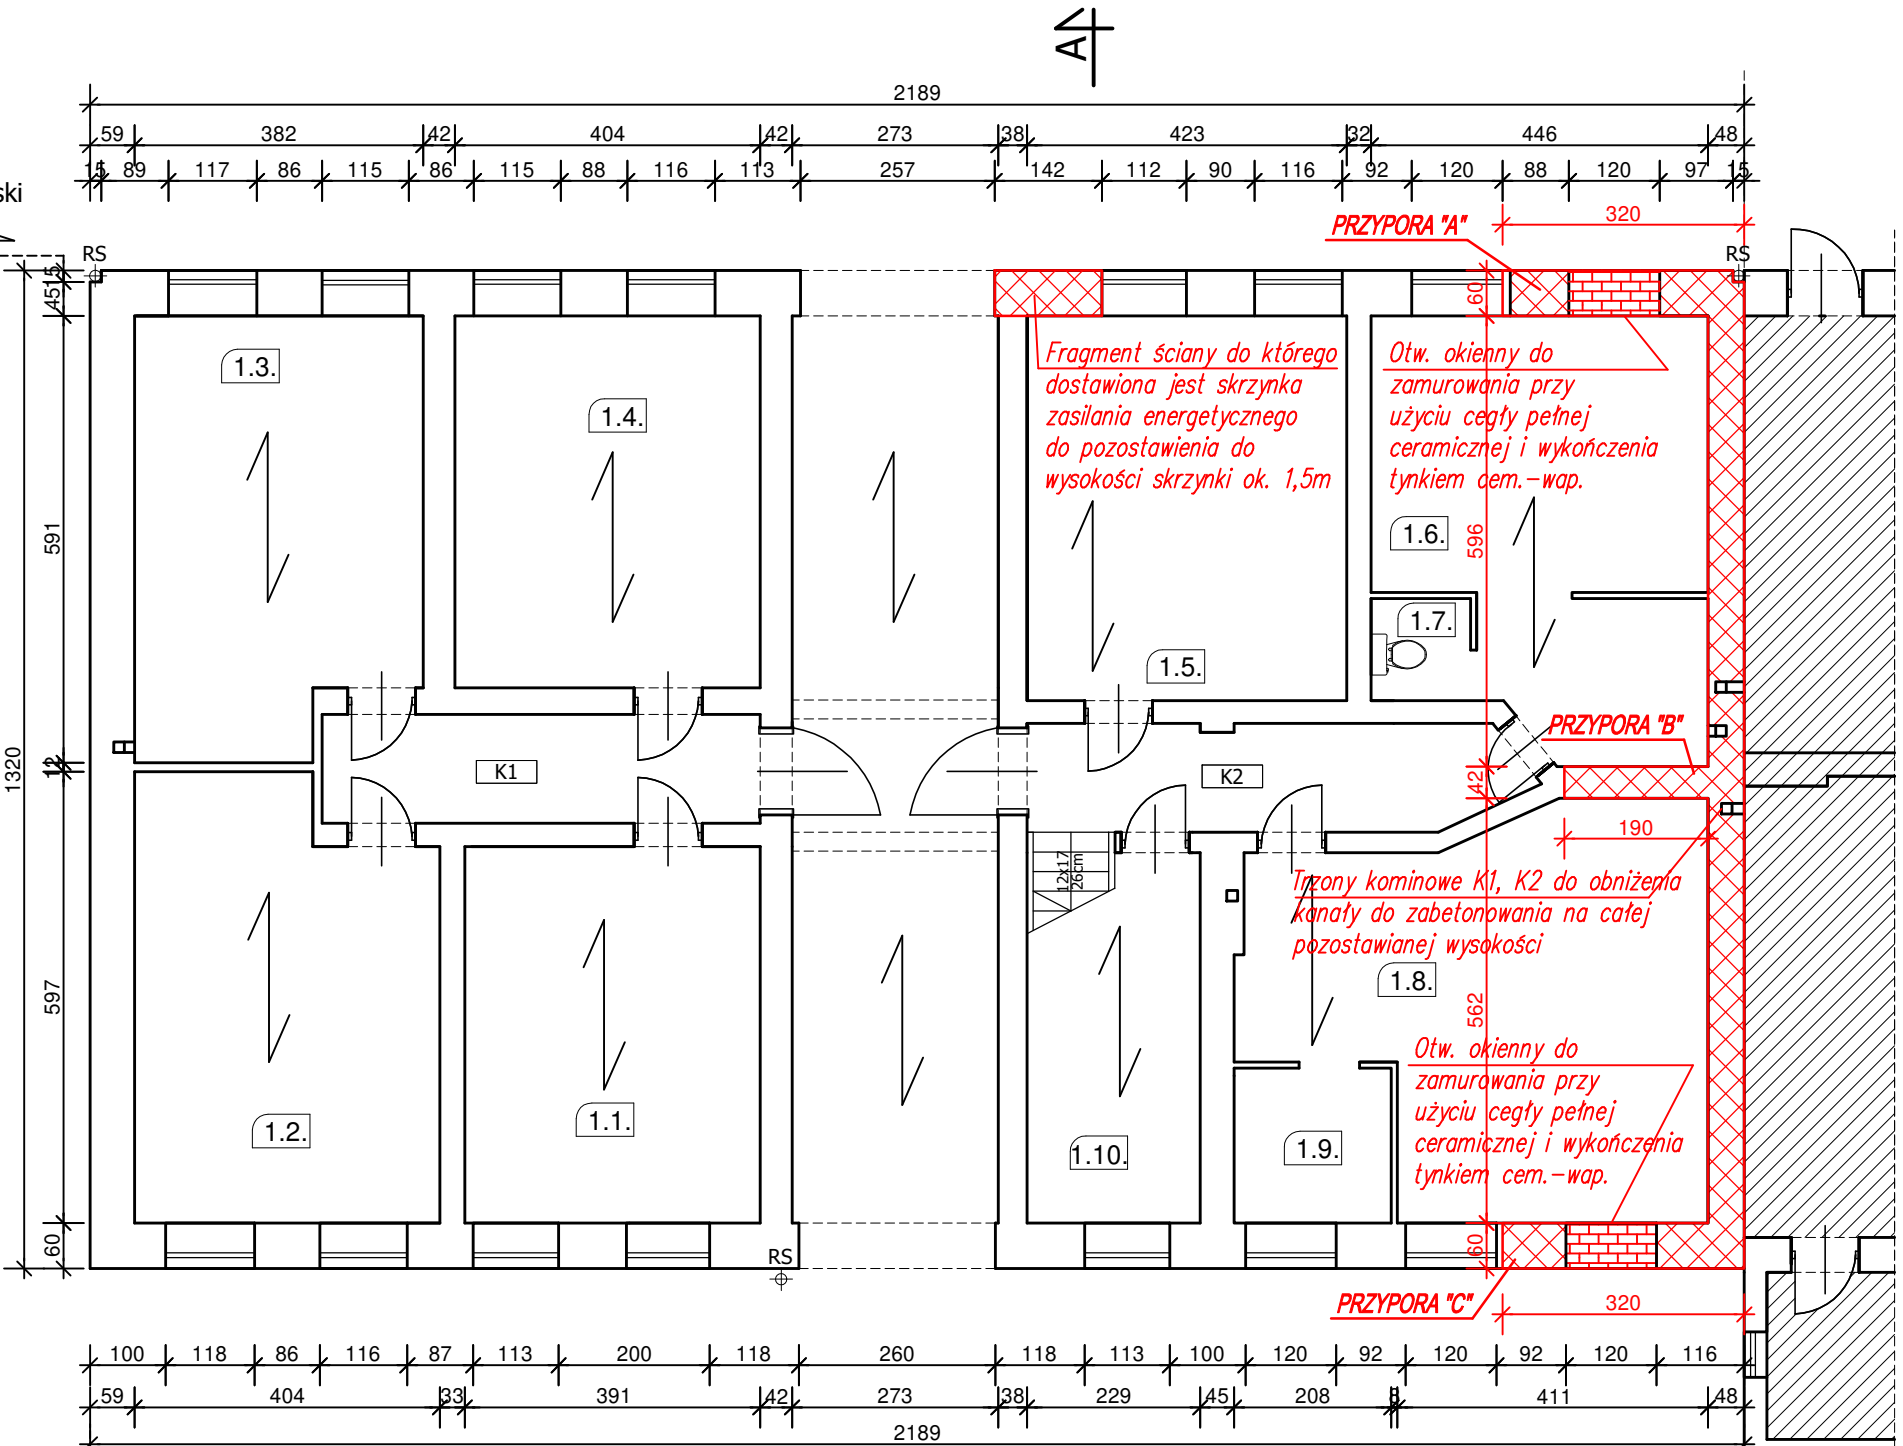 A
2189
59 382 42 404 42 273 38 423 32 446 48
15 89 117 86 115 86 115 88 116 113 257 142 112 90 116 92 120 88 120 97 15
ski
320
PRZYPORA "A"
RS
RS
15
45
60
1.3.
1.4.
Fragment ściany do którego
dostawiona jest skrzynka
zasilania energetycznego
do pozostawienia do
wysokości skrzynki ok. 1,5m
Otw. okienny do
zamurowania przy
użyciu cegły pełnej
ceramicznej i wykończenia
tynkiem cem.-wap.
591
596
1.6.
1.7.
1.5.
PRZYPORA "B"
1320
12
K1
K2
42
190
12x17
26cm
Trzony kominowe K1, K2 do obniżenia
kanały do zabetonowania na całej
pozostawianej wysokości
1.8.
597
562
Otw. okienny do
zamurowania przy
użyciu cegły pełnej
ceramicznej i wykończenia
tynkiem cem.-wap.
1.2.
1.1.
1.10.
1.9.
60
60
RS
PRZYPORA "C"
320
100 118 86 116 87 113 200 118 260 118 113 100 120 92 120 92 120 116
59 404 33 391 42 273 38 229 45 208 8 411 48
2189